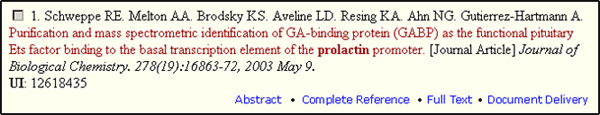 1. Schweppe RE. Melton AA. Brodsky KS. Aveline LD. Resing KA. Ahn NG. Gutierrez-Hartmann A.
Purification and mass spectrometric identification of GA-binding protein (GABP) as the functional pituitary
Ets factor binding to the basal transcription element of the prolactin promoter. [Journal Article] Journal of
Biological Chemistry. 278(19):16863-72, 2003 May 9.
UI: 12618435
Abstract • Complete Reference • Full Text • Document Delivery